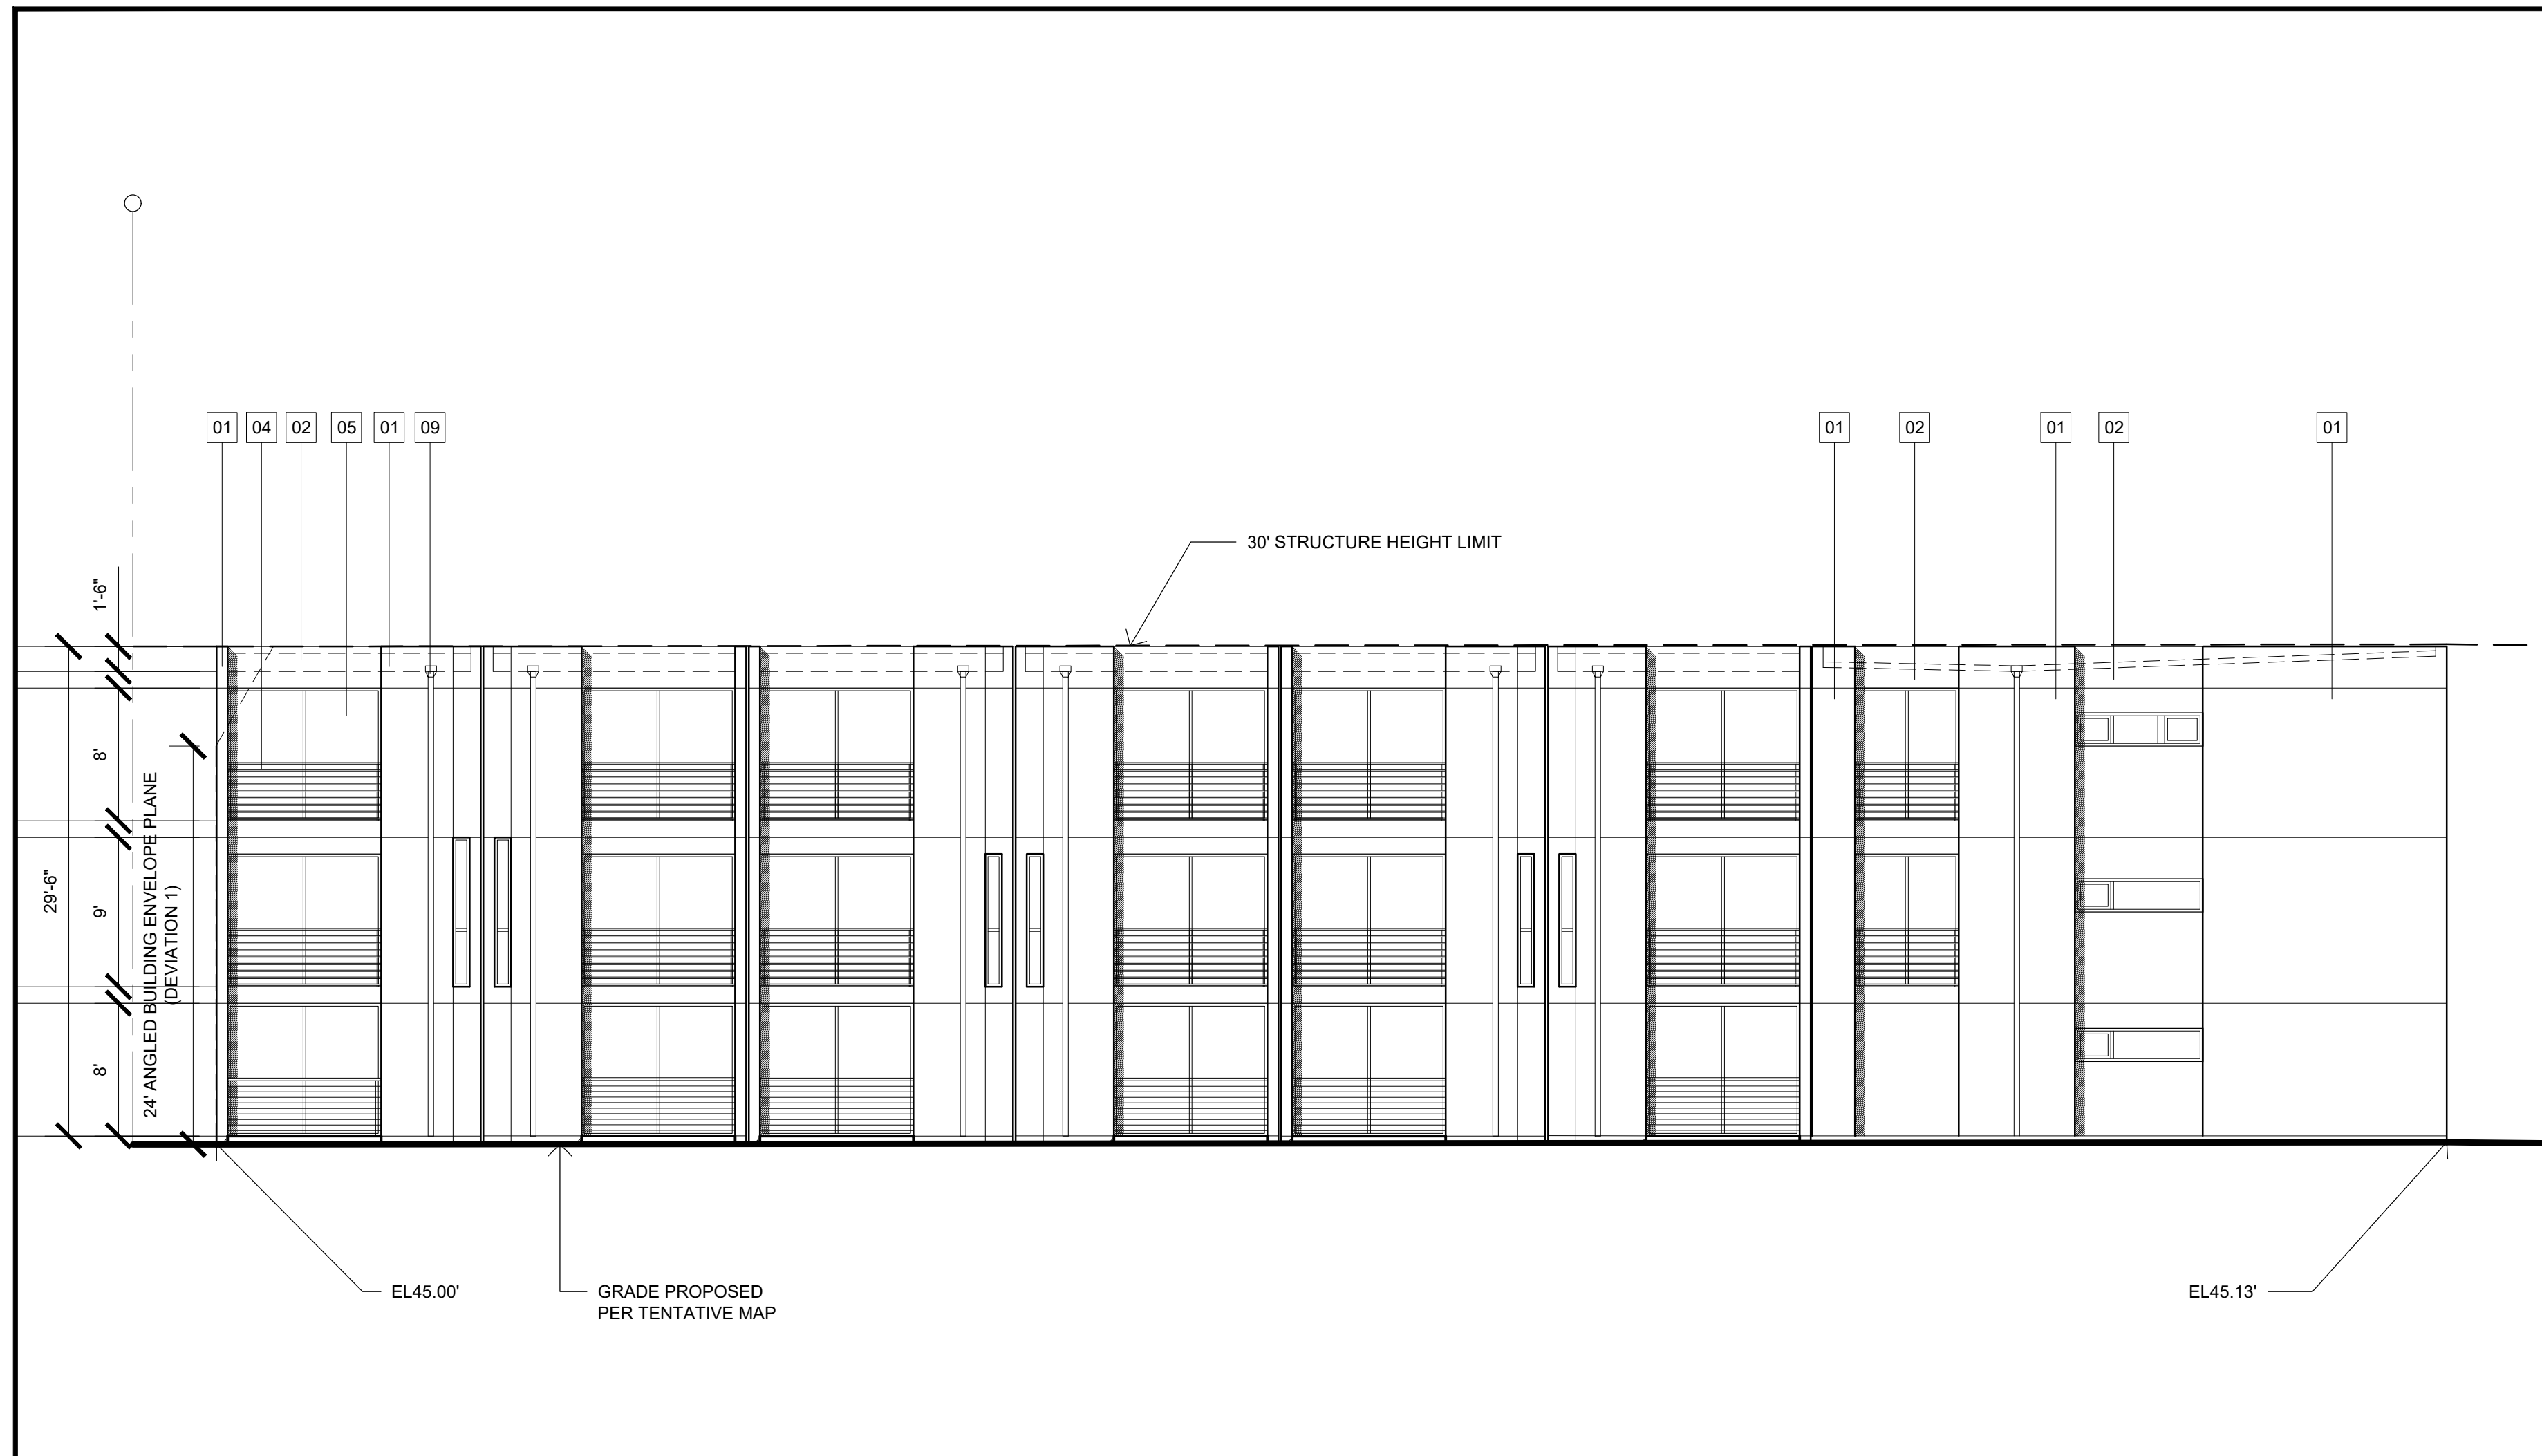 01 04 02 05 01 09 01 02 01 02 01
30' STRUCTURE HEIGHT LIMIT
1'-6"
8'
9'
8'
29'-6"
24' ANGLED BUILDING ENVELOPE PLANE
(DEVIATION 1)
EL45.00'
GRADE PROPOSED
PER TENTATIVE MAP
EL45.13'